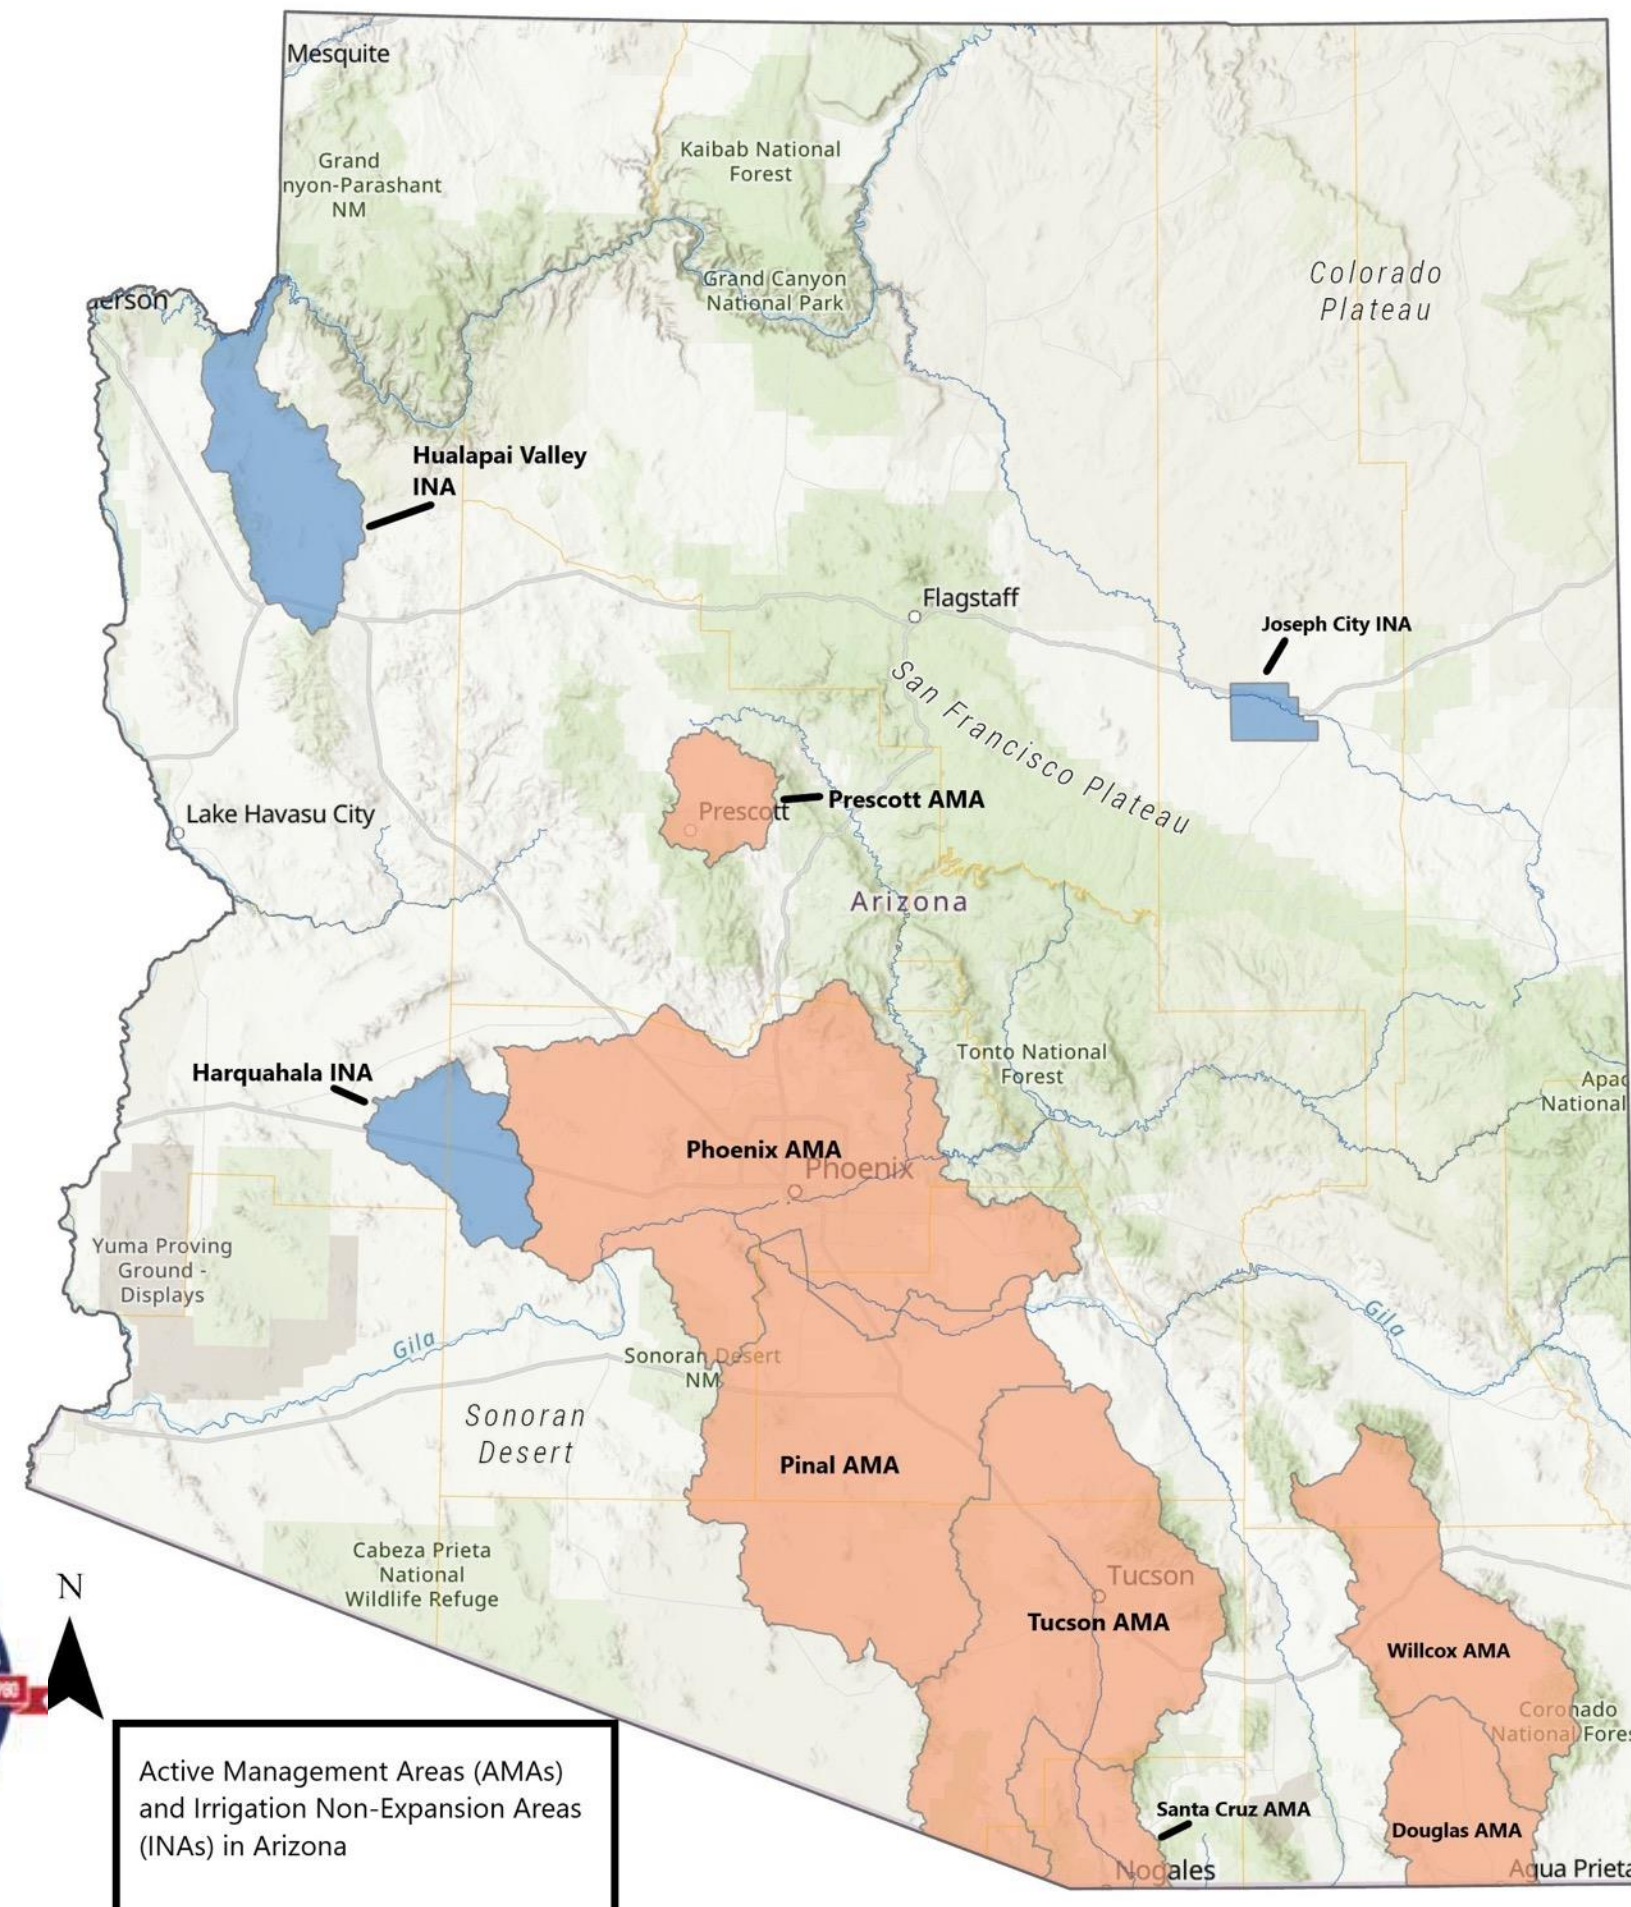 Mesquite
Grand
nyon-Parashant
NM
Kaibab National
Forest
Grand Canyon
National Park
Colorado
Plateau
erson
Hualapai Valley
INA
Flagstaff
Joseph City INA
San Francisco Plateau
Lake Havasu City
Prescott
Prescott AMA
Arizona
Tonto National
Forest
Apac
National
Harquahala INA
Phoenix AMA
Phoenix
Yuma Proving
Ground -
Displays
Gila
Gila
Sonoran Desert
NM
Sonoran
Desert
Pinal AMA
Cabeza Prieta
National
Wildlife Refuge
Tucson
Tucson AMA
Willcox AMA
Coronado
National Fores
Santa Cruz AMA
Douglas AMA
Nogales
Agua Prieta
N
Active Management Areas (AMAs)
and Irrigation Non-Expansion Areas
(INAs) in Arizona